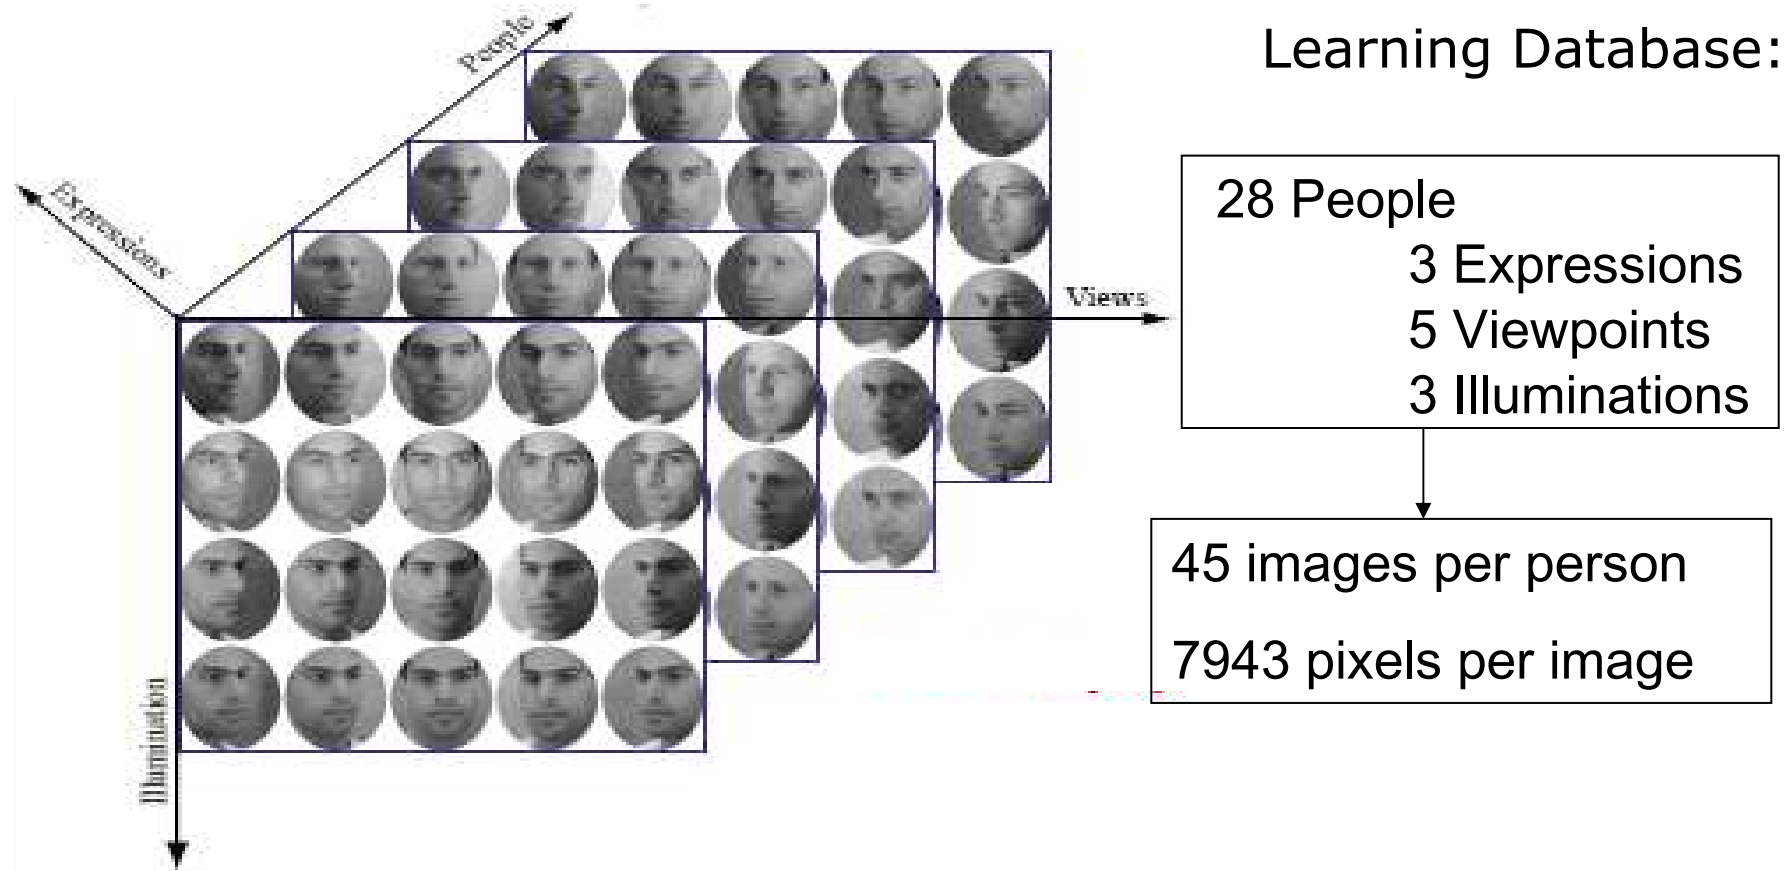 People
Learning Database:
Expressions
28 People
3 Expressions
5 Viewpoints
3 Illuminations
Views
45 images per person
7943 pixels per image
Illumination